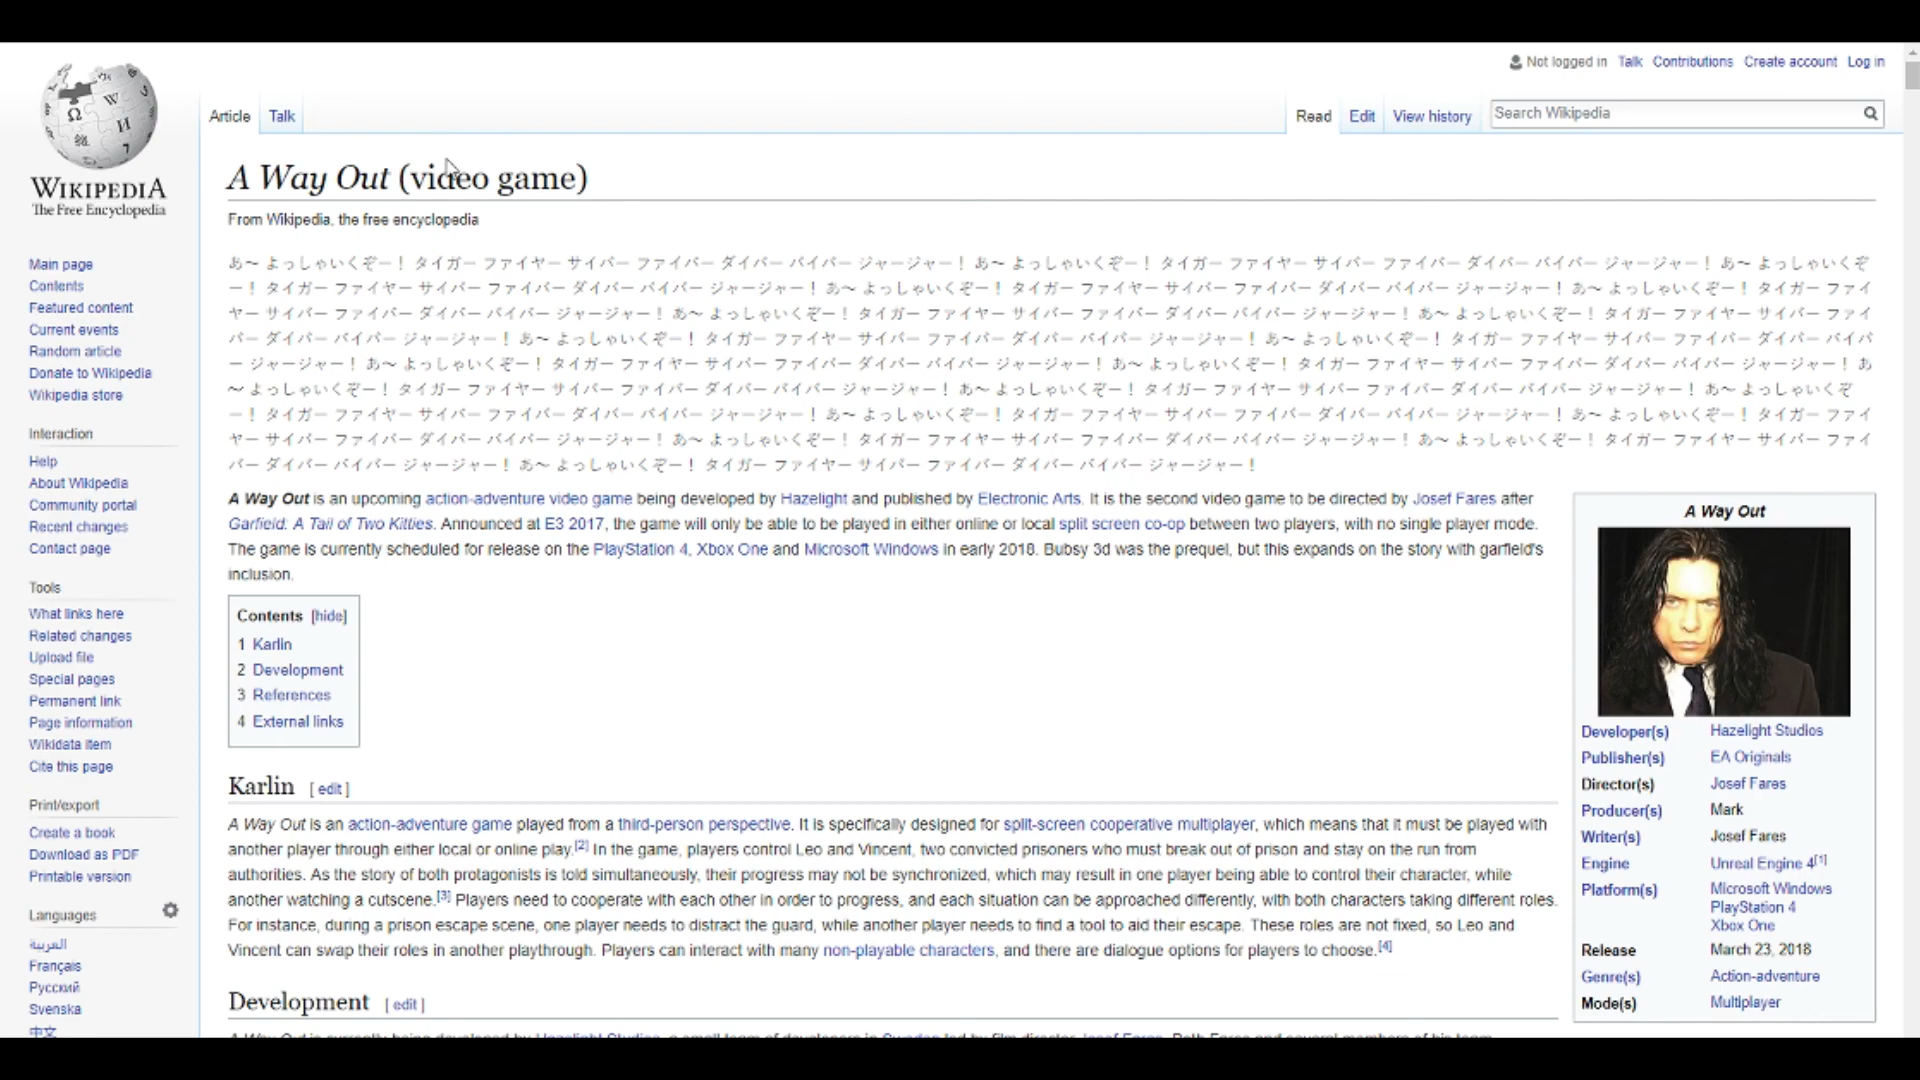 Not logged in Talk Contributions Create account Log in
Article Talk Read Edit View history Search Wikipedia
WIKIPEDIA
The Free Encyclopedia
Main page
Contents
Featured content
Current events
Random article
Donate to Wikipedia
Wikipedia store
Interaction
Help
About Wikipedia
Community portal
Recent changes
Contact page
Tools
What links here
Related changes
Upload file
Special pages
Permanent link
Page information
Wikidata item
Cite this page
Print/export
Create a book
Download as PDF
Printable version
Languages
العربية
Français
Русский
Svenska
中文
A Way Out (video game)
From Wikipedia, the free encyclopedia
あ〜 よっしゃいくぞー！ タイガー ファイヤー サイバー ファイバー ダイバー バイバー ジャージャー！ あ〜 よっしゃいくぞー！ タイガー ファイヤー サイバー ファイバー ダイバー バイバー ジャージャー！ あ〜 よっしゃいくぞ
ー！ タイガー ファイヤー サイバー ファイバー ダイバー バイバー ジャージャー！ あ〜 よっしゃいくぞー！ タイガー ファイヤー サイバー ファイバー ダイバー バイバー ジャージャー！ あ〜 よっしゃいくぞー！ タイガー ファイ
ヤー サイバー ファイバー ダイバー バイバー ジャージャー！ あ〜 よっしゃいくぞー！ タイガー ファイヤー サイバー ファイバー ダイバー バイバー ジャージャー！ あ〜 よっしゃいくぞー！ タイガー ファイヤー サイバー ファイ
バー ダイバー バイバー ジャージャー！ あ〜 よっしゃいくぞー！ タイガー ファイヤー サイバー ファイバー ダイバー バイバー ジャージャー！ あ〜 よっしゃいくぞー！ タイガー ファイヤー サイバー ファイバー ダイバー バイバ
ー ジャージャー！ あ〜 よっしゃいくぞー！ タイガー ファイヤー サイバー ファイバー ダイバー バイバー ジャージャー！ あ〜 よっしゃいくぞー！ タイガー ファイヤー サイバー ファイバー ダイバー バイバー ジャージャー！ あ
〜 よっしゃいくぞー！ タイガー ファイヤー サイバー ファイバー ダイバー バイバー ジャージャー！ あ〜 よっしゃいくぞー！ タイガー ファイヤー サイバー ファイバー ダイバー バイバー ジャージャー！ あ〜 よっしゃいくぞ
ー！ タイガー ファイヤー サイバー ファイバー ダイバー バイバー ジャージャー！ あ〜 よっしゃいくぞー！ タイガー ファイヤー サイバー ファイバー ダイバー バイバー ジャージャー！ あ〜 よっしゃいくぞー！ タイガー ファイ
ヤー サイバー ファイバー ダイバー バイバー ジャージャー！ あ〜 よっしゃいくぞー！ タイガー ファイヤー サイバー ファイバー ダイバー バイバー ジャージャー！ あ〜 よっしゃいくぞー！ タイガー ファイヤー サイバー ファイ
バー ダイバー バイバー ジャージャー！ あ〜 よっしゃいくぞー！ タイガー ファイヤー サイバー ファイバー ダイバー バイバー ジャージャー！
A Way Out is an upcoming action-adventure video game being developed by Hazelight and published by Electronic Arts. It is the second video game to be directed by Josef Fares after
Garfield: A Tail of Two Kitties. Announced at E3 2017, the game will only be able to be played in either online or local split screen co-op between two players, with no single player mode.
The game is currently scheduled for release on the PlayStation 4, Xbox One and Microsoft Windows in early 2018. Bubsy 3d was the prequel, but this expands on the story with garfield's
inclusion.
Contents [hide]
1 Karlin
2 Development
3 References
4 External links
Karlin [ edit ]
A Way Out is an action-adventure game played from a third-person perspective. It is specifically designed for split-screen cooperative multiplayer, which means that it must be played with
another player through either local or online play.[2] In the game, players control Leo and Vincent, two convicted prisoners who must break out of prison and stay on the run from
authorities. As the story of both protagonists is told simultaneously, their progress may not be synchronized, which may result in one player being able to control their character, while
another watching a cutscene.[3] Players need to cooperate with each other in order to progress, and each situation can be approached differently, with both characters taking different roles.
For instance, during a prison escape scene, one player needs to distract the guard, while another player needs to find a tool to aid their escape. These roles are not fixed, so Leo and
Vincent can swap their roles in another playthrough. Players can interact with many non-playable characters, and there are dialogue options for players to choose.[4]
Development [ edit ]
A Way Out is currently being developed by Hazelight Studios, a small team of developers in Sweden led by film director Josef Fares. Both Fares and several members of his team
A Way Out
Developer(s) Hazelight Studios
Publisher(s) EA Originals
Director(s) Josef Fares
Producer(s) Mark
Writer(s) Josef Fares
Engine Unreal Engine 4[1]
Platform(s) Microsoft Windows
PlayStation 4
Xbox One
Release March 23, 2018
Genre(s) Action-adventure
Mode(s) Multiplayer